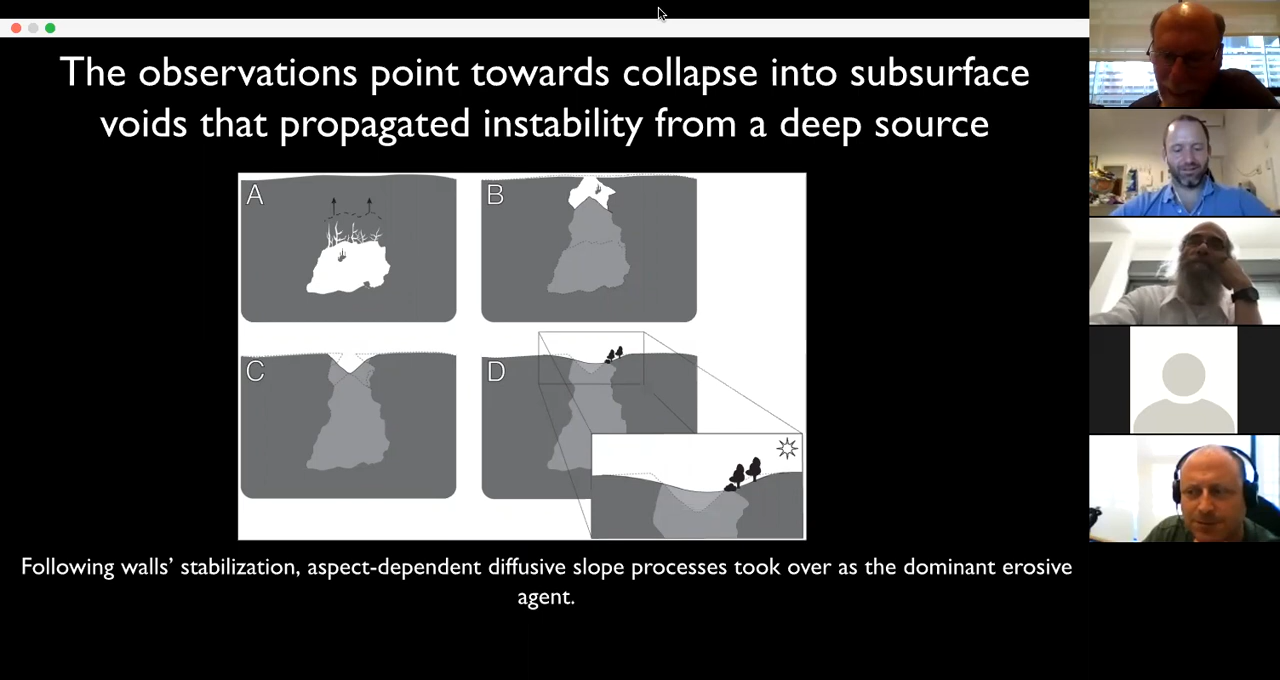 The observations point towards collapse into subsurface
voids that propagated instability from a deep source
A
B
C
D
Following walls’ stabilization, aspect-dependent diffusive slope processes took over as the dominant erosive
agent.